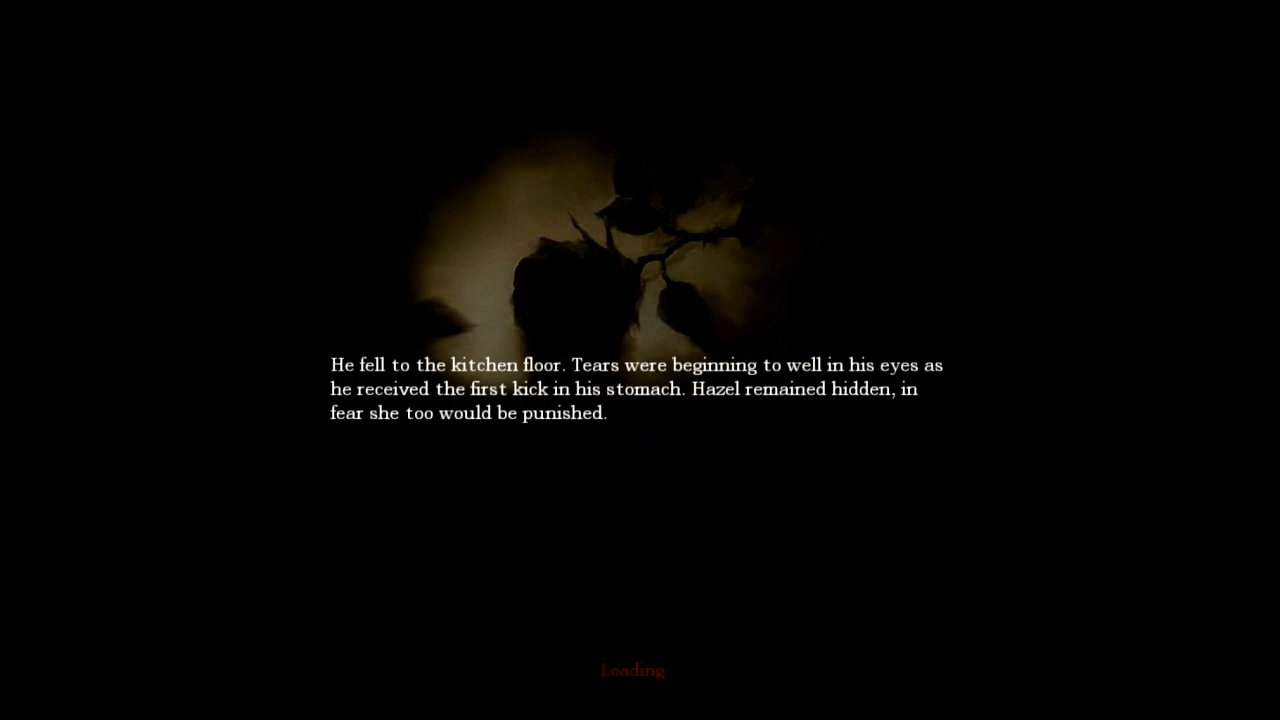 He fell to the kitchen floor. Tears were beginning to well in his eyes as
he received the first kick in his stomach. Hazel remained hidden, in
fear she too would be punished.
Loading